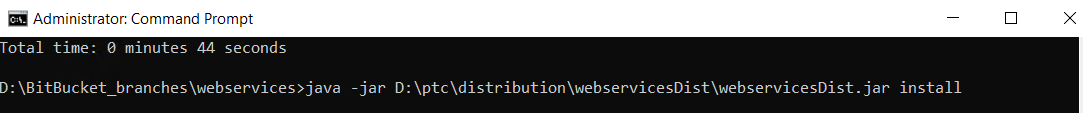 Administrator: Command Prompt
Total time: 0 minutes 44 seconds
D:\BitBucket_branches\webservices>java -jar D:\ptc\distribution\webservicesDist\webservicesDist.jar install